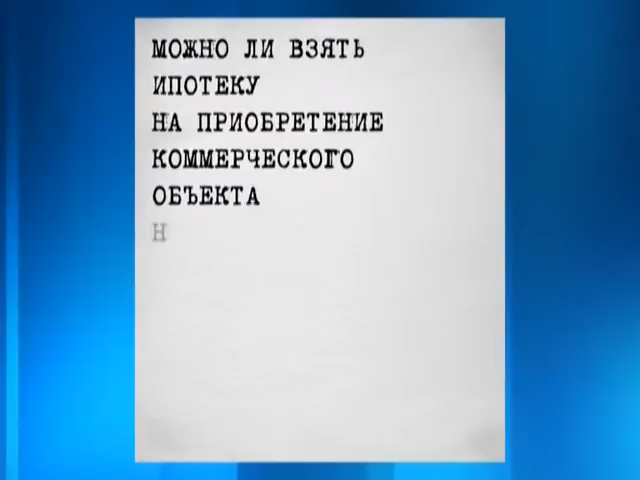 МОЖНО ЛИ ВЗЯТЬ
ИПОТЕКУ
НА ПРИОБРЕТЕНИЕ
КОММЕРЧЕСКОГО
ОБЪЕКТА
Н